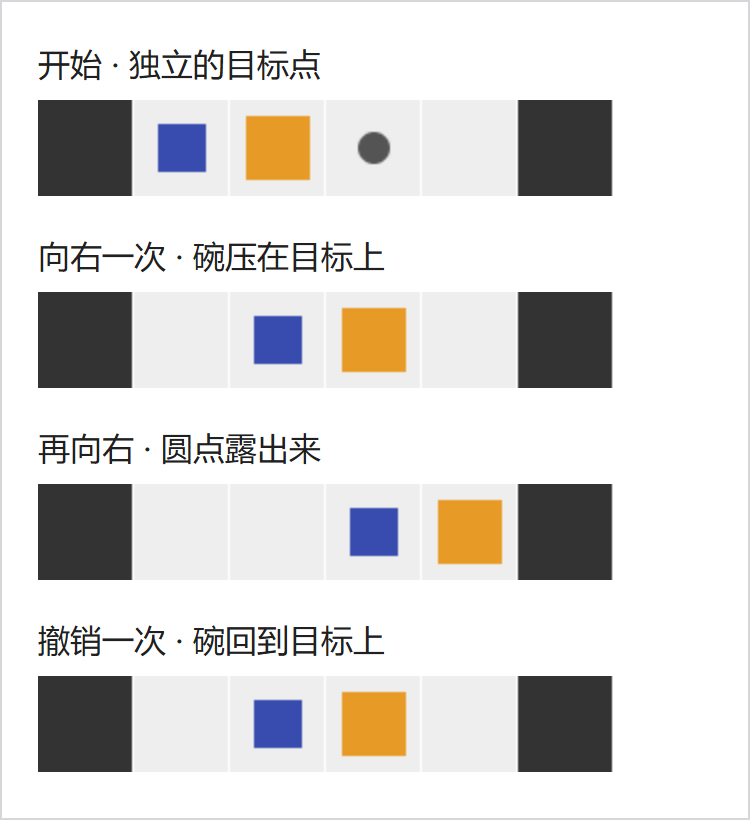 开始 · 独立的目标点
向右一次 · 碗压在目标上
再向右 · 圆点露出来
撤销一次 · 碗回到目标上